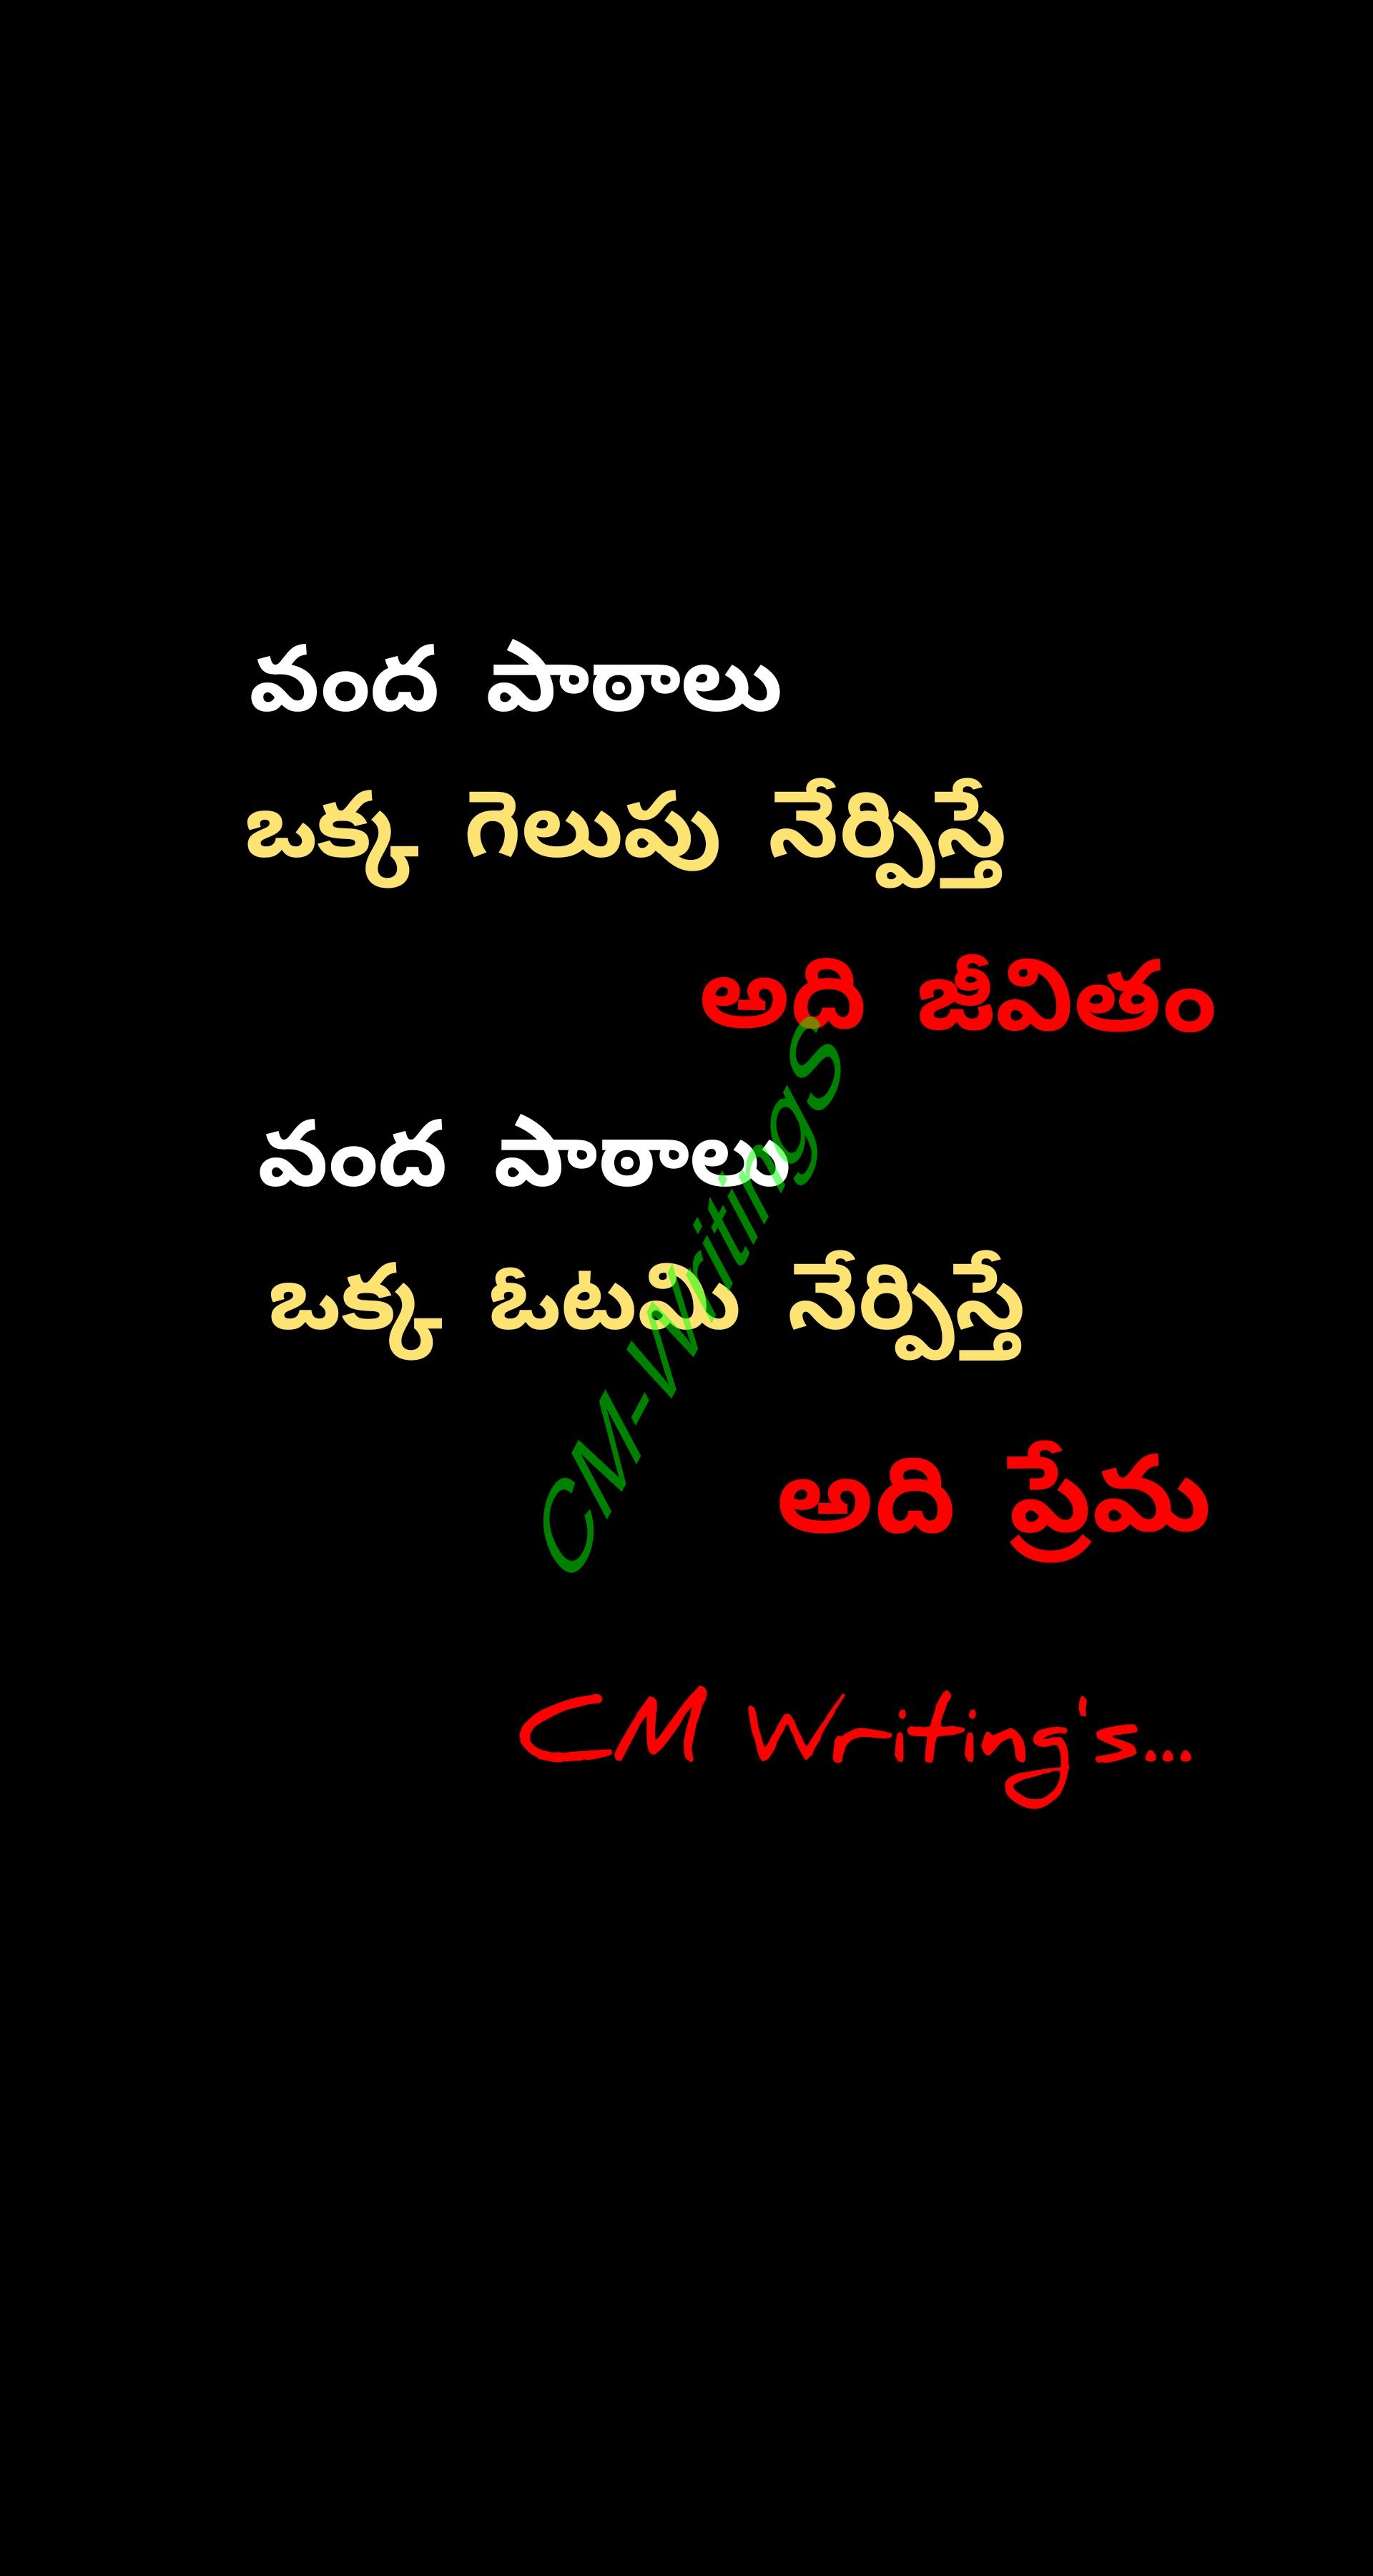 వంద పాఠాలు
ఒక్క గెలుపు నేర్పిస్తే
అది జీవితం
వంద పాఠాలు
ఒక్క ఓటమి నేర్పిస్తే
అది ప్రేమ
CM-Writings
CM Writing's...